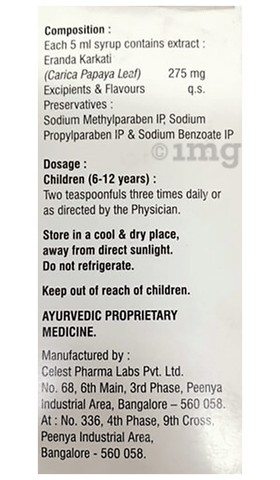 Composition :
Each 5 ml syrup contains extract :
Eranda Karkati
(Carica Papaya Leaf) 275 mg
Excipients & Flavours q.s.
Preservatives :
Sodium Methylparaben IP, Sodium
Propylparaben IP & Sodium Benzoate IP
©1mg
Dosage :
Children (6-12 years) :
Two teaspoonfuls three times daily or
as directed by the Physician.
Store in a cool & dry place,
away from direct sunlight.
Do not refrigerate.
Keep out of reach of children.
AYURVEDIC PROPRIETARY
MEDICINE.
Manufactured by :
Celest Pharma Labs Pvt. Ltd.
No. 68, 6th Main, 3rd Phase, Peenya
Industrial Area, Bangalore – 560 058.
At : No. 336, 4th Phase, 9th Cross,
Peenya Industrial Area,
Bangalore - 560 058.